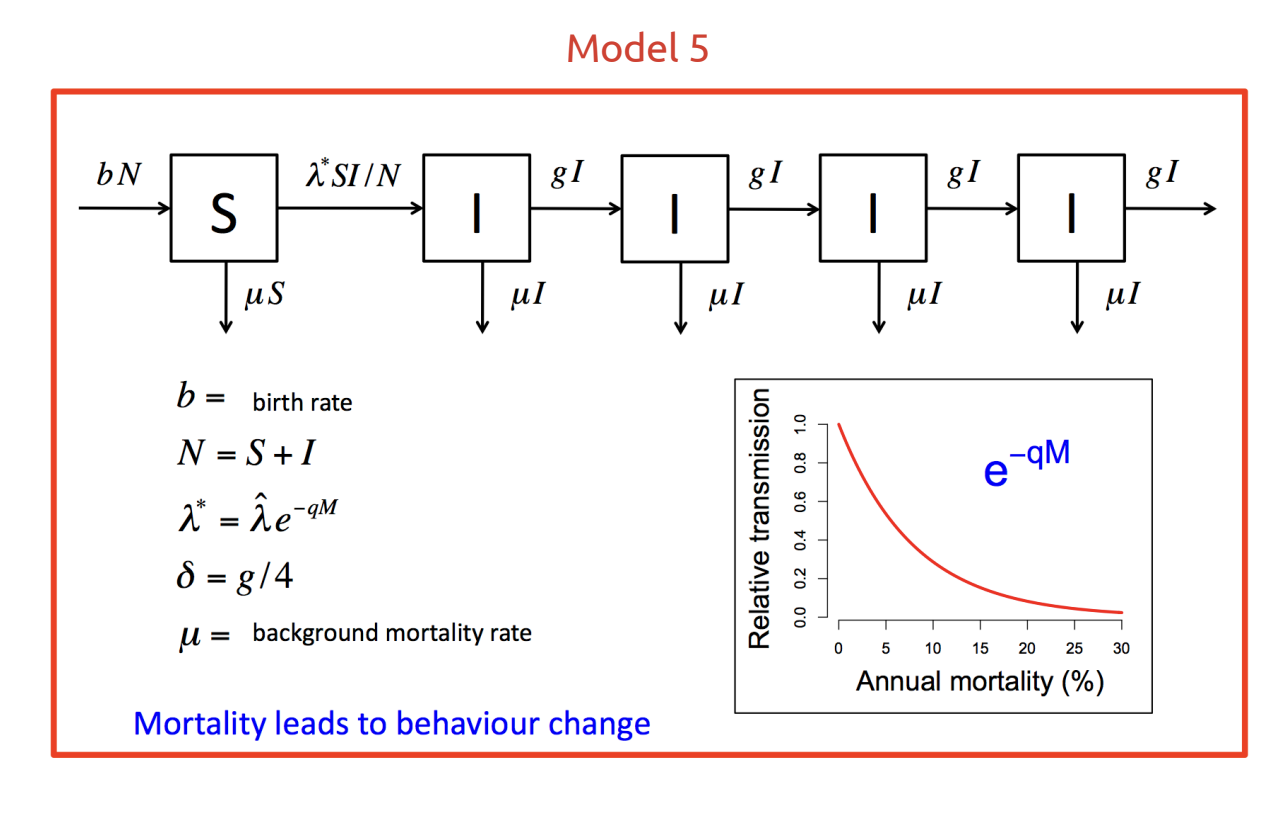 Model 5
bN λ*SI/N gI gI gI gI
S I I I I
μS μI μI μI μI
b = birth rate
N = S + I
λ* = λ̂e^−qM
δ = g/4
μ = background mortality rate
Mortality leads to behaviour change
Relative transmission
1.0
0.8
0.6
0.4
0.2
0.0
e^−qM
0 5 10 15 20 25 30
Annual mortality (%)